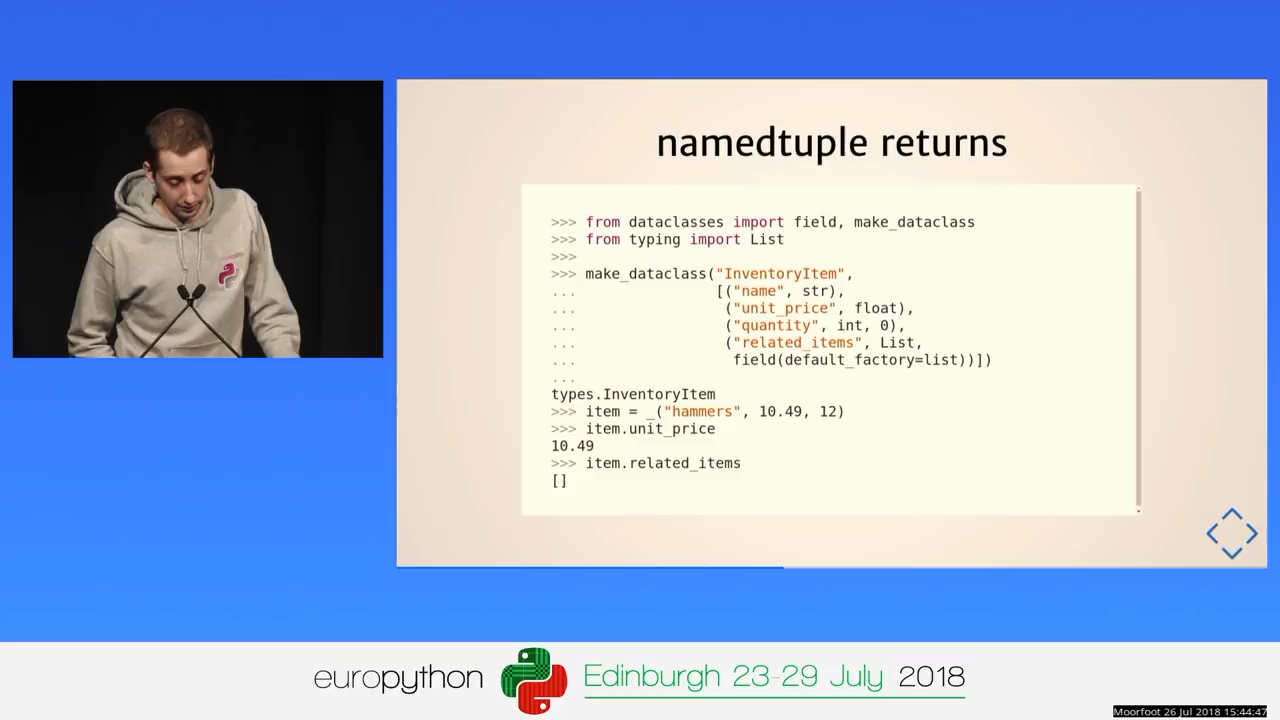 namedtuple returns
>>> from dataclasses import field, make_dataclass
>>> from typing import List
>>>
>>> make_dataclass("InventoryItem",
...                [("name", str),
...                 ("unit_price", float),
...                 ("quantity", int, 0),
...                 ("related_items", List,
...                  field(default_factory=list))])
...
types.InventoryItem
>>> item = _("hammers", 10.49, 12)
>>> item.unit_price
10.49
>>> item.related_items
[]
europython Edinburgh 23-29 July 2018
Moorfoot 26 Jul 2018 15:44:47